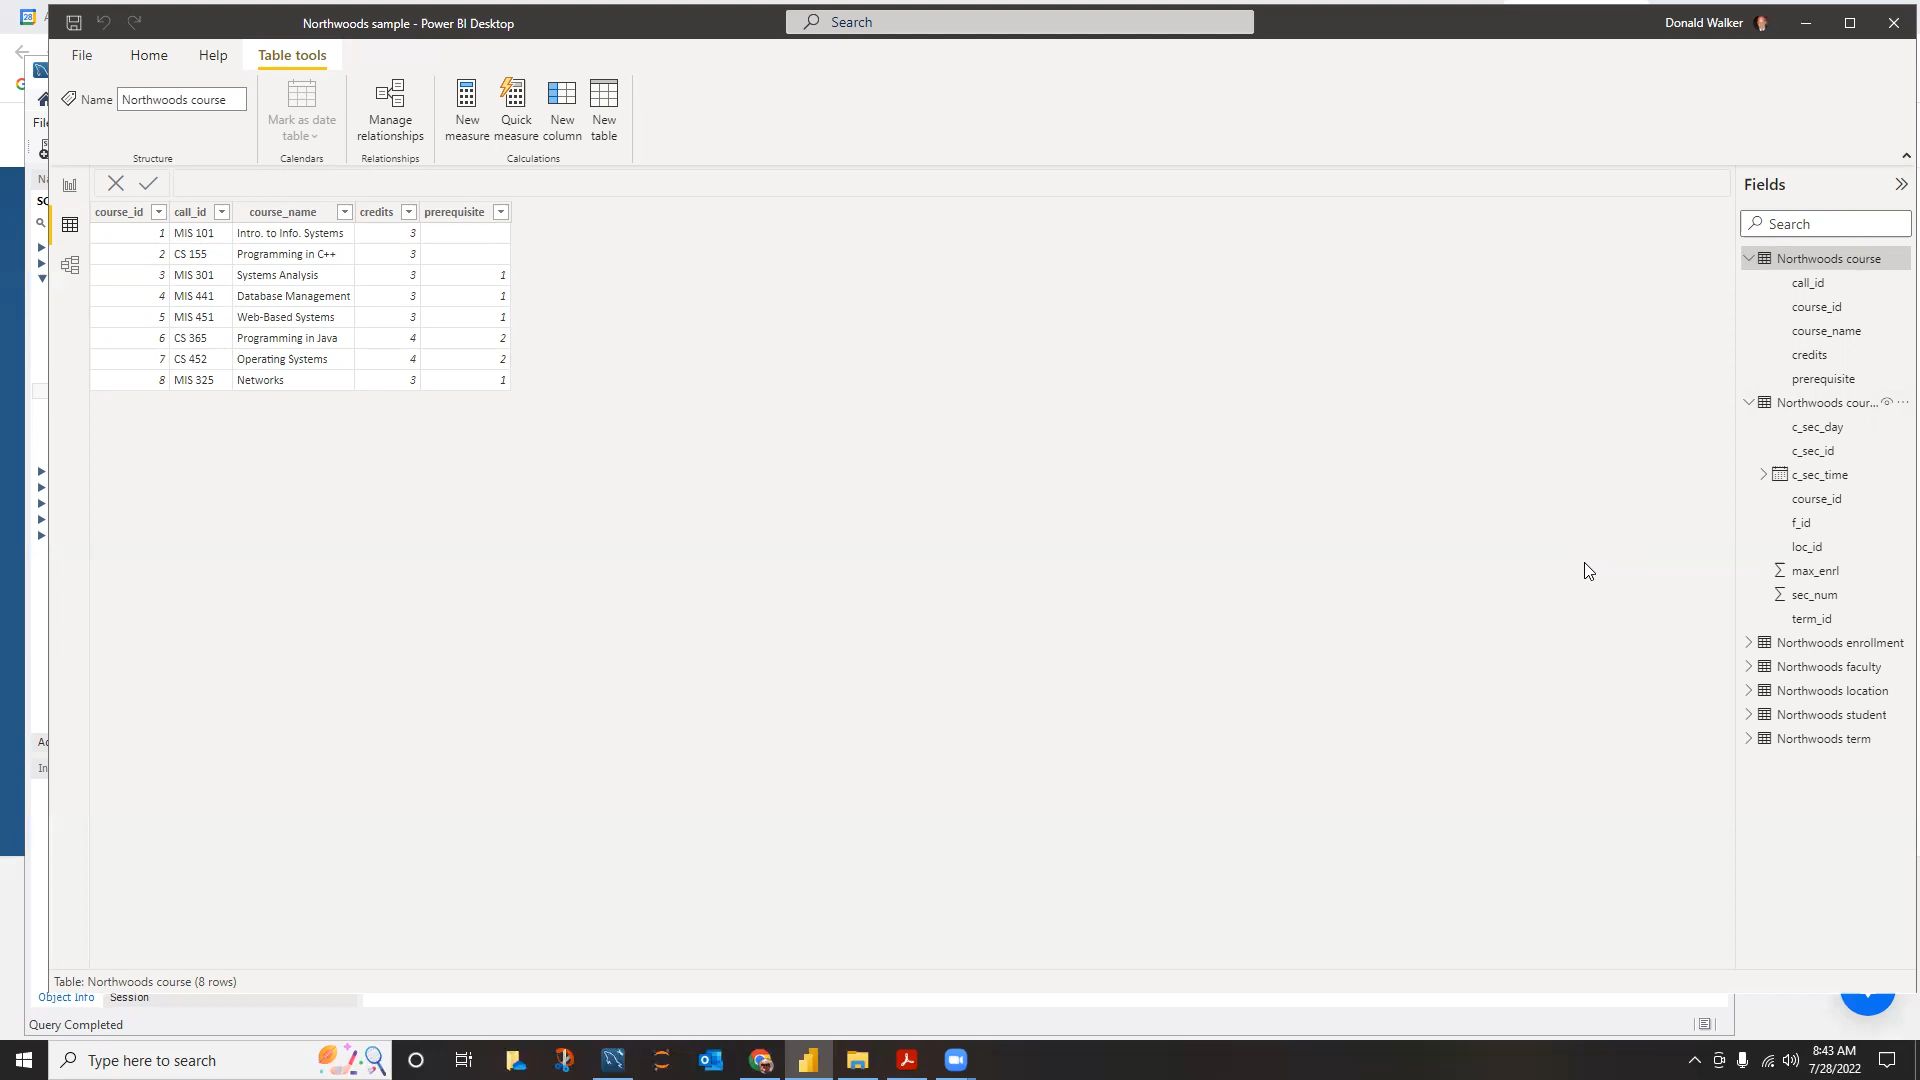 28
Northwoods sample - Power BI Desktop
Search
Donald Walker
File
Home
Help
Table tools
Name
Northwoods course
Mark as date table
Manage relationships
New measure
Quick measure
New column
New table
Structure
Calendars
Relationships
Calculations
Fields
Search
course_id call_id course_name credits prerequisite
1 MIS 101 Intro. to Info. Systems 3
2 CS 155 Programming in C++ 3
3 MIS 301 Systems Analysis 3 1
4 MIS 441 Database Management 3 1
5 MIS 451 Web-Based Systems 3 1
6 CS 365 Programming in Java 4 2
7 CS 452 Operating Systems 4 2
8 MIS 325 Networks 3 1
Northwoods course
call_id
course_id
course_name
credits
prerequisite
Northwoods cour...
c_sec_day
c_sec_id
c_sec_time
course_id
f_id
loc_id
max_enrl
sec_num
term_id
Northwoods enrollment
Northwoods faculty
Northwoods location
Northwoods student
Northwoods term
Table: Northwoods course (8 rows)
Object Info Session
Query Completed
Type here to search
8:43 AM
7/28/2022